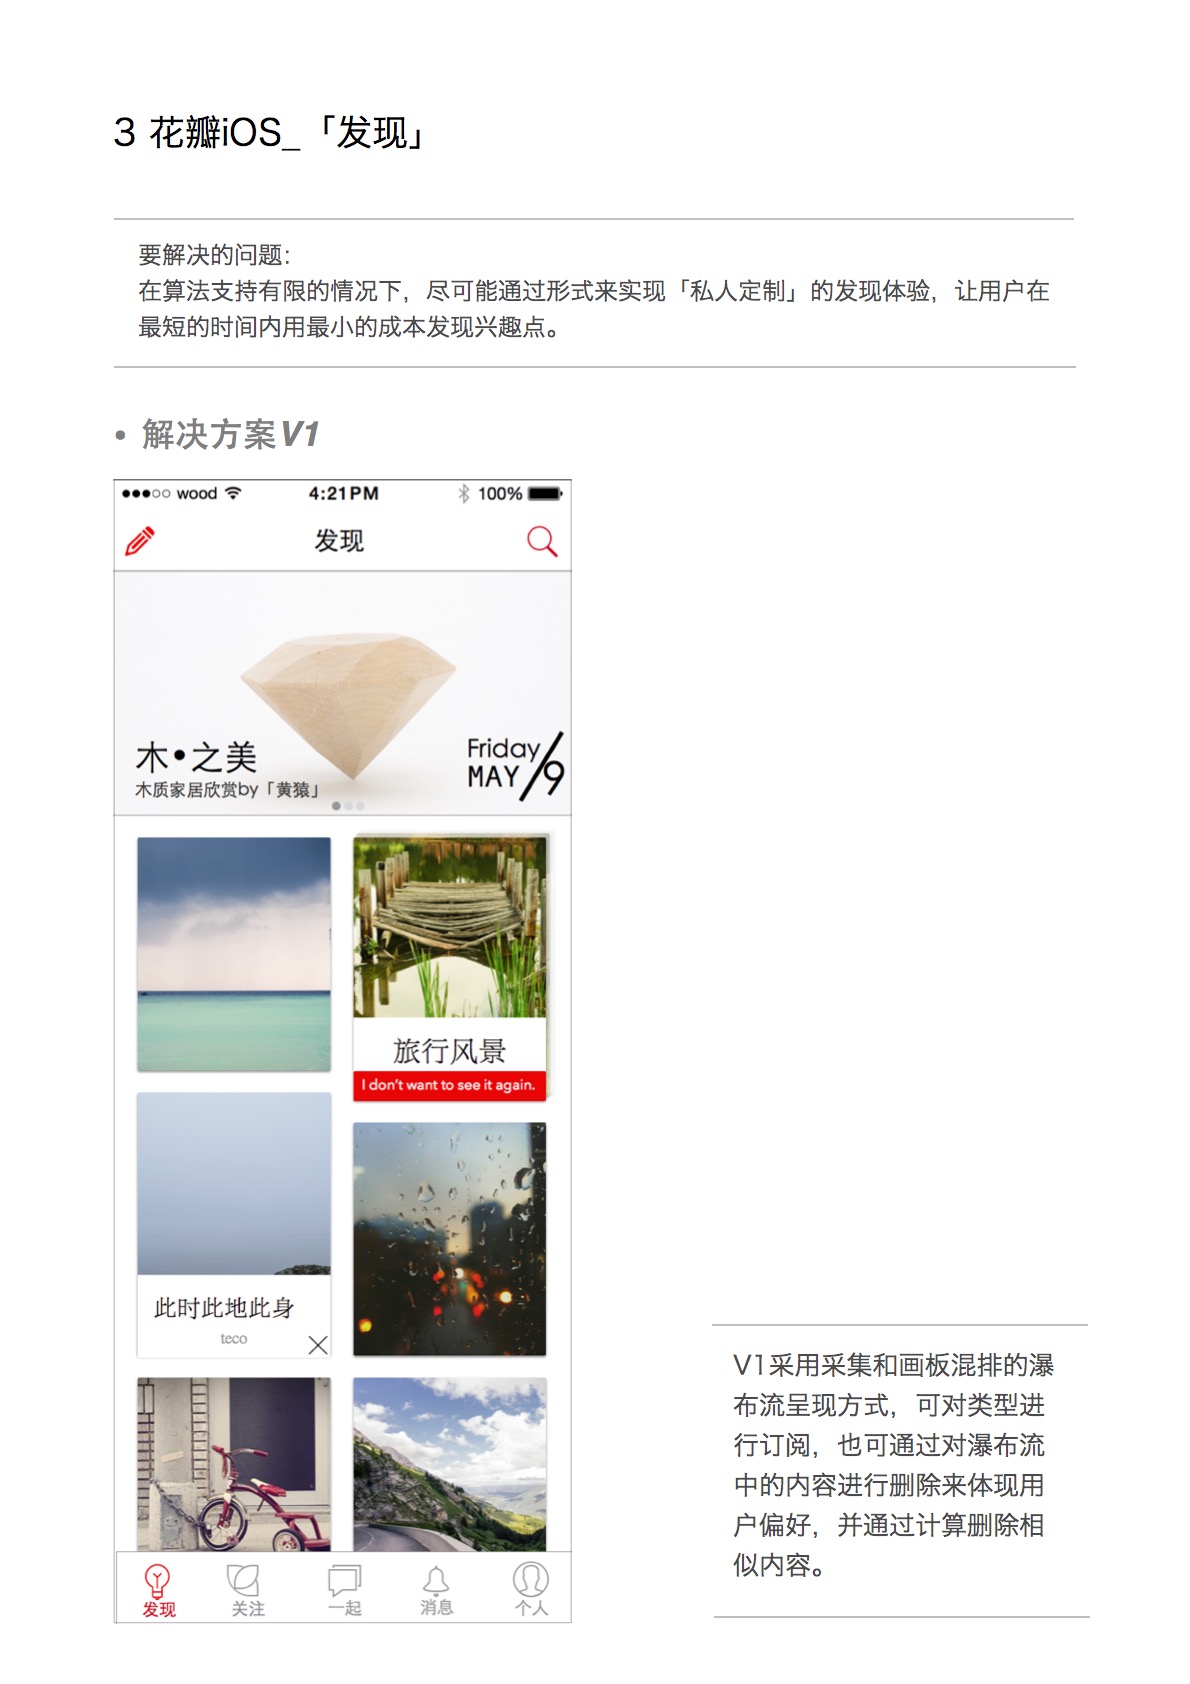 3 花瓣iOS_「发现」
要解决的问题：
在算法支持有限的情况下，尽可能通过形式来实现「私人定制」的发现体验，让用户在
最短的时间内用最小的成本发现兴趣点。
• 解决方案V1
wood 4:21PM 100%
发现
木•之美
木质家居欣赏by「黄猿」
Friday
MAY /9
旅行风景
I don't want to see it again.
此时此地此身
teco
发现 关注 一起 消息 个人
V1采用采集和画板混排的瀑
布流呈现方式，可对类型进
行订阅，也可通过对瀑布流
中的内容进行删除来体现用
户偏好，并通过计算删除相
似内容。